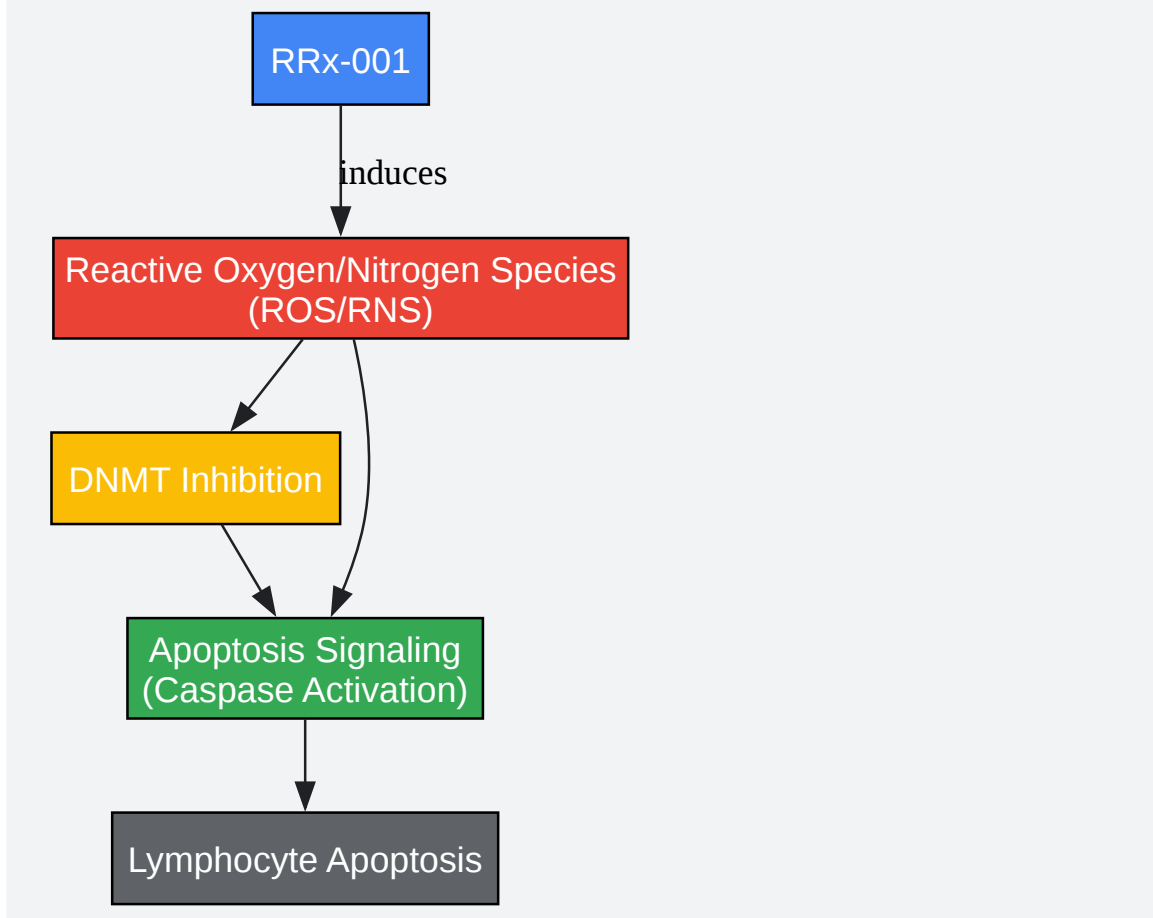 RRx-001
induces
Reactive Oxygen/Nitrogen Species
(ROS/RNS)
DNMT Inhibition
Apoptosis Signaling
(Caspase Activation)
Lymphocyte Apoptosis